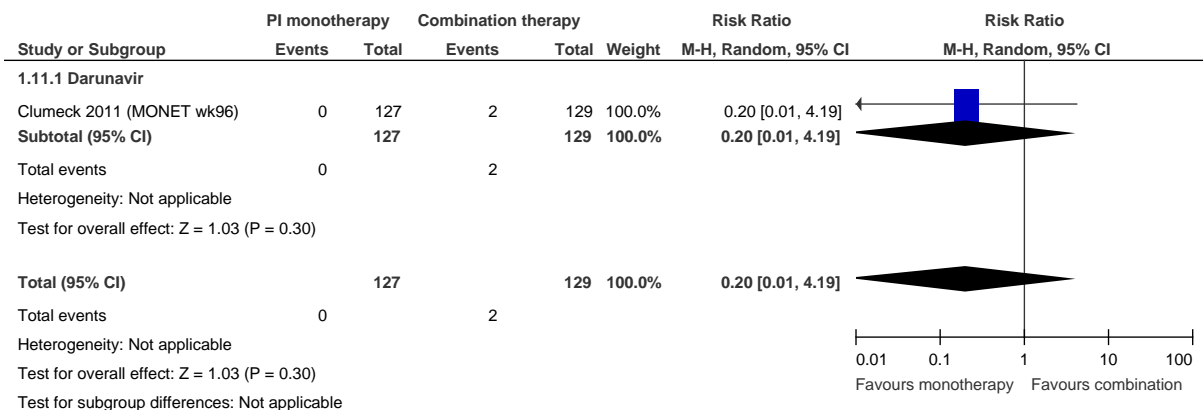 PI monotherapy Combination therapy Risk Ratio Risk Ratio
Study or Subgroup Events Total Events Total Weight M-H, Random, 95% CI M-H, Random, 95% CI
1.11.1 Darunavir
Clumeck 2011 (MONET wk96) 0 127 2 129 100.0% 0.20 [0.01, 4.19]
Subtotal (95% CI) 127 129 100.0% 0.20 [0.01, 4.19]
Total events 0 2
Heterogeneity: Not applicable
Test for overall effect: Z = 1.03 (P = 0.30)
Total (95% CI) 127 129 100.0% 0.20 [0.01, 4.19]
Total events 0 2
Heterogeneity: Not applicable
Test for overall effect: Z = 1.03 (P = 0.30)
Test for subgroup differences: Not applicable
0.01 0.1 1 10 100
Favours monotherapy Favours combination